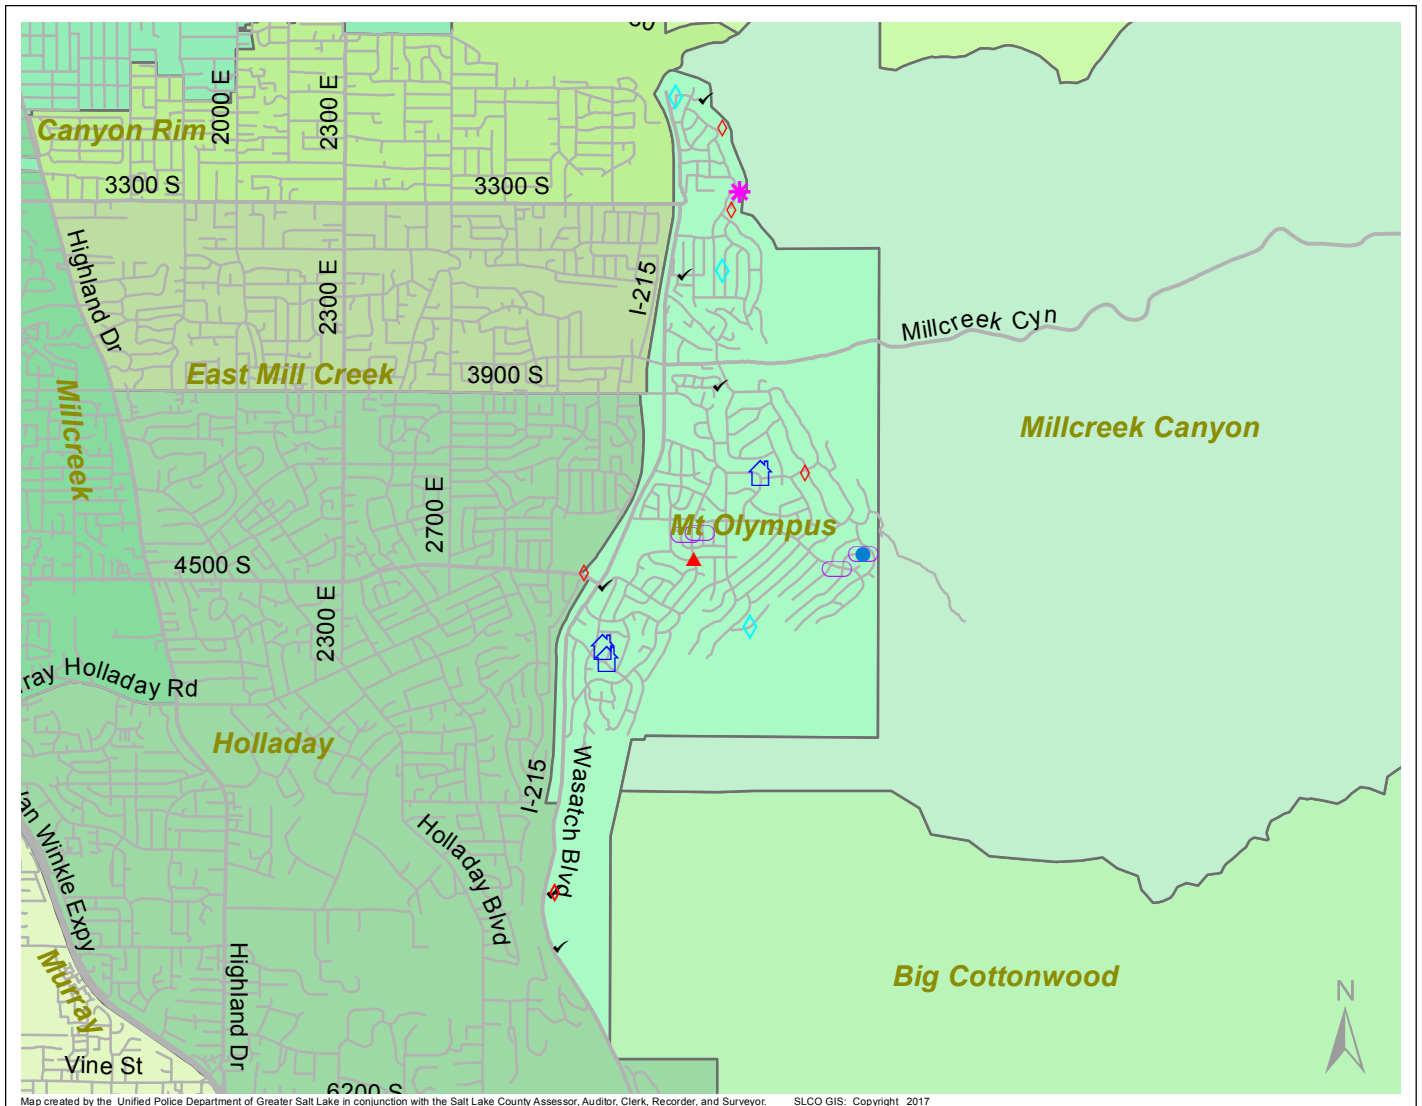 Canyon Rim
2000 E
2300 E
3300 S
3300 S
Highland Dr
2300 E
I-215
Millcreek Cyn
East Mill Creek
3900 S
Millcreek
Millcreek Canyon
2700 E
Mt Olympus
4500 S
2300 E
ray Holladay Rd
Holladay
I-215
Wasatch Blvd
an Winkle Expy
Holladay Blvd
Murray
Highland Dr
Big Cottonwood
N
Vine St
6200 S
Map created by the Unified Police Department of Greater Salt Lake in conjunction with the Salt Lake County Assessor, Auditor, Clerk, Recorder, and Surveyor. SLCO GIS: Copyright 2017